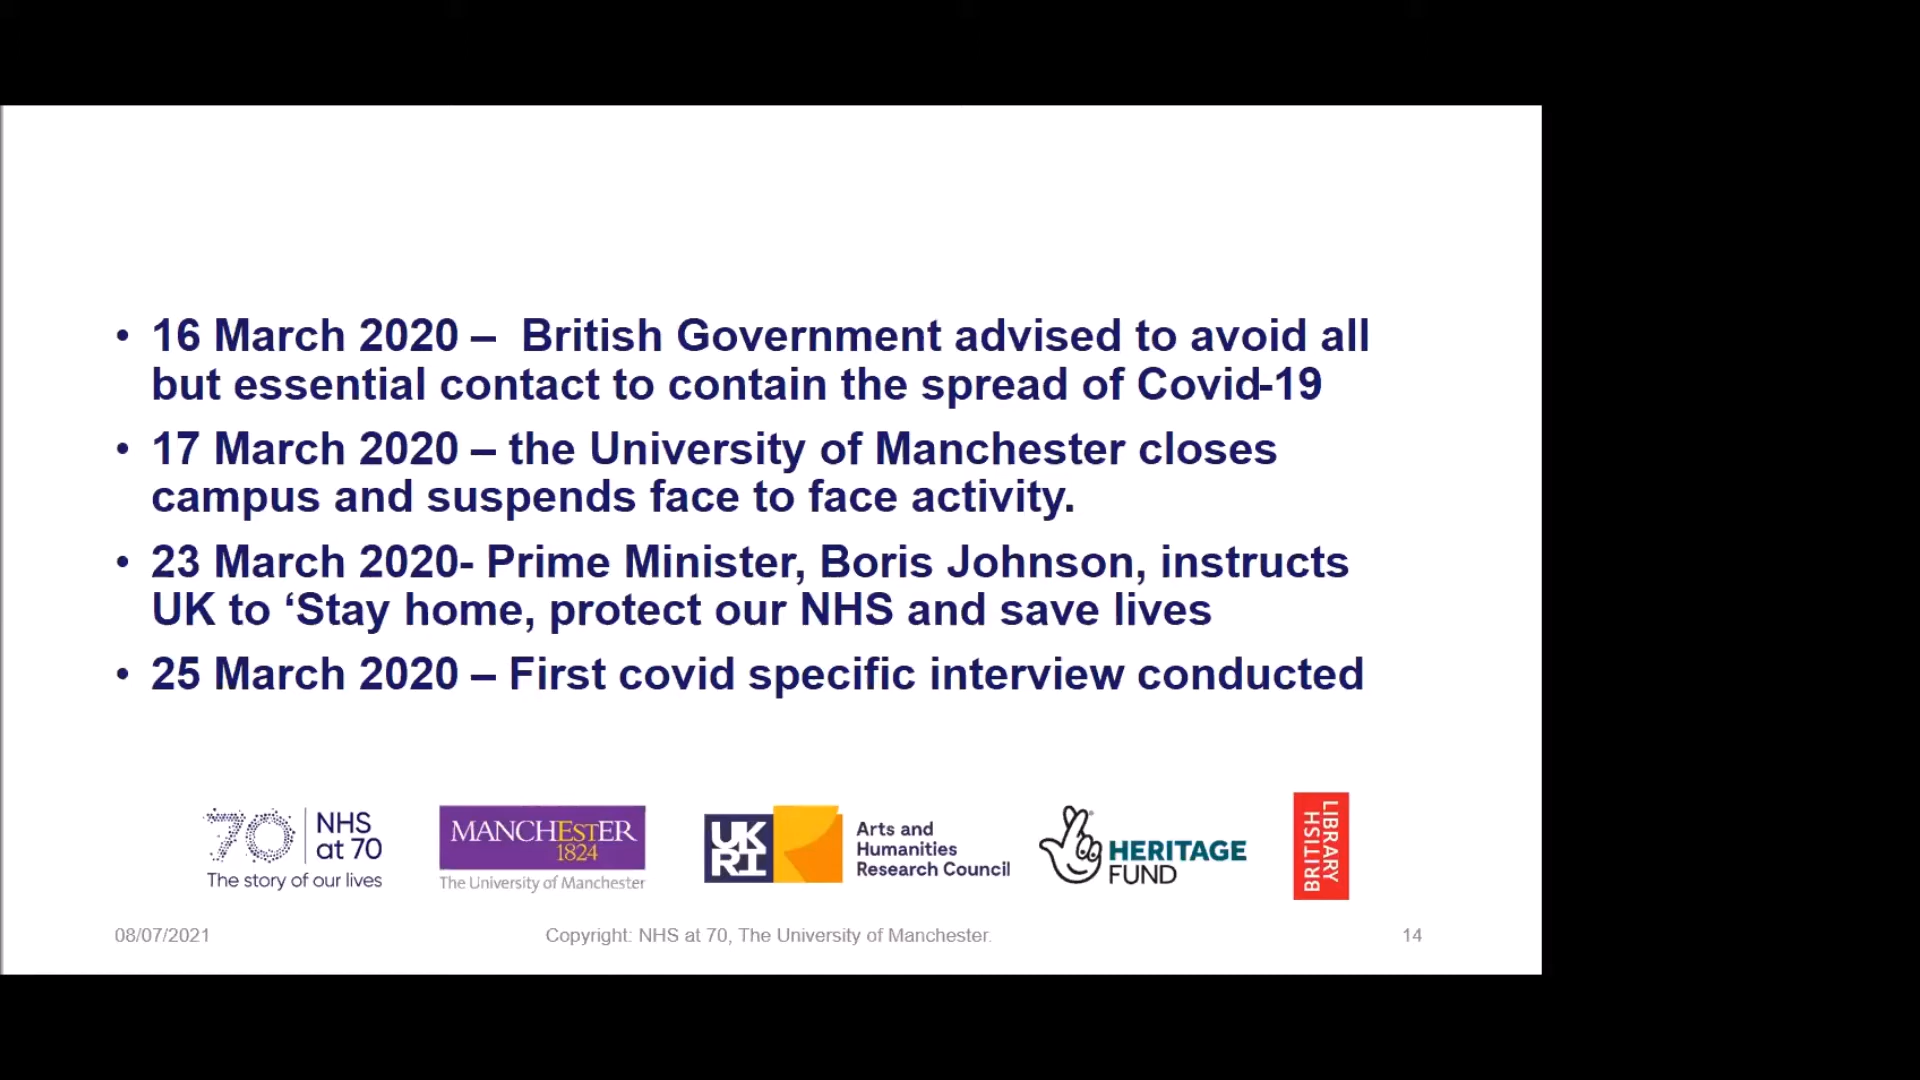 • 16 March 2020 –  British Government advised to avoid all
but essential contact to contain the spread of Covid-19
• 17 March 2020 – the University of Manchester closes
campus and suspends face to face activity.
• 23 March 2020- Prime Minister, Boris Johnson, instructs
UK to ‘Stay home, protect our NHS and save lives
• 25 March 2020 – First covid specific interview conducted
70 NHS
at 70
The story of our lives
MANCHESTER
1824
The University of Manchester
UK
RI
Arts and
Humanities
Research Council
HERITAGE
FUND
BRITISH
LIBRARY
08/07/2021
Copyright: NHS at 70, The University of Manchester.
14